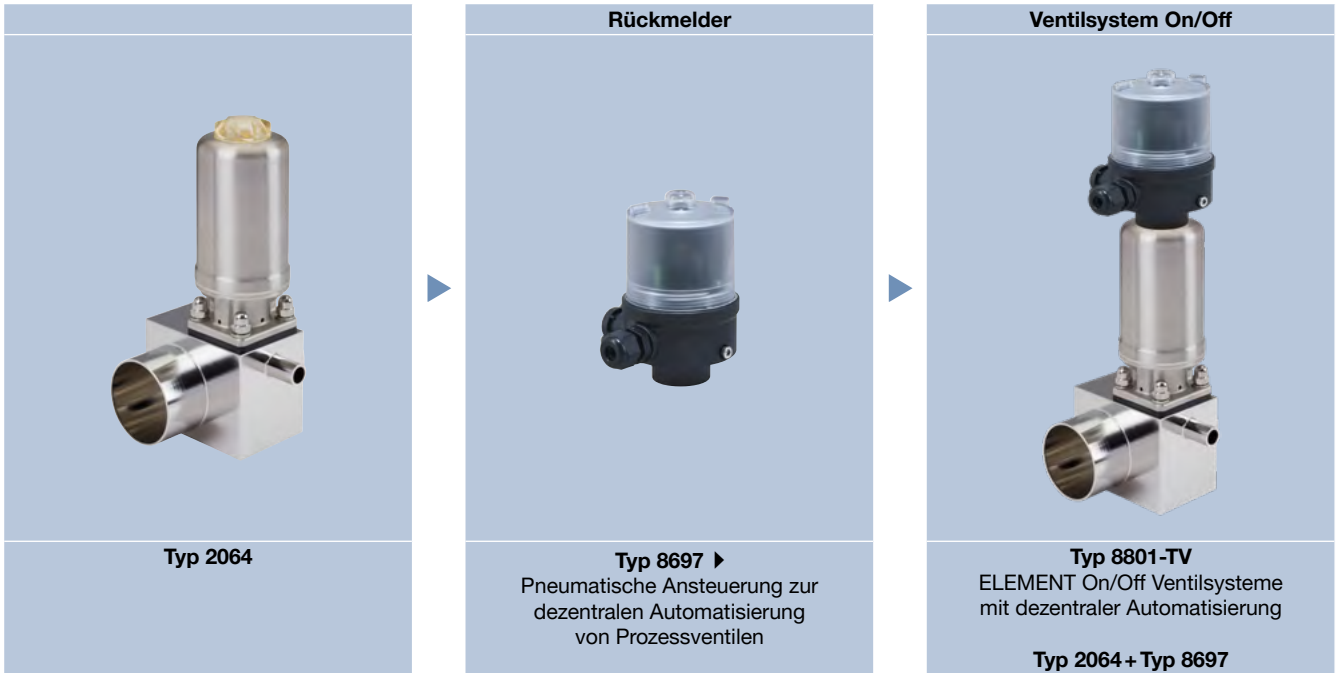 Rückmelder
Ventilsystem On/Off
Typ 2064
Typ 8697
Pneumatische Ansteuerung zur
dezentralen Automatisierung
von Prozessventilen
Typ 8801-TV
ELEMENT On/Off Ventilsysteme
mit dezentraler Automatisierung
Typ 2064 + Typ 8697